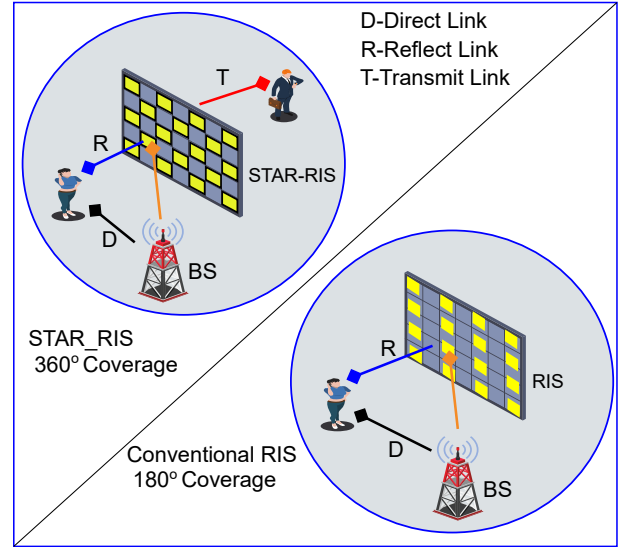 D-Direct Link
R-Reflect Link
T-Transmit Link
T
R
STAR-RIS
D
BS
STAR_RIS
360° Coverage
R
RIS
D
BS
Conventional RIS
180° Coverage